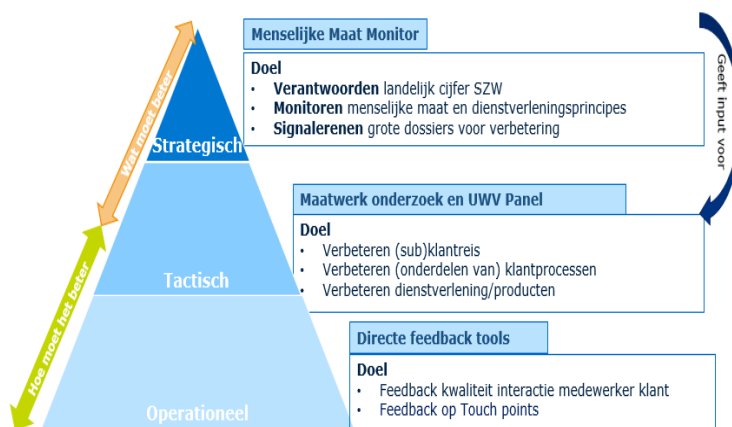 Menselijke Maat Monitor
Doel
• Verantwoorden landelijk cijfer SZW
• Monitoren menselijke maat en dienstverleningsprincipes
• Signalerenen grote dossiers voor verbetering
Geeft input voor
Wat moet beter
Strategisch
Maatwerk onderzoek en UWV Panel
Doel
• Verbeteren (sub)klantreis
• Verbeteren (onderdelen van) klantprocessen
• Verbeteren dienstverlening/producten
Tactisch
Hoe moet het beter
Directe feedback tools
Doel
• Feedback kwaliteit interactie medewerker klant
• Feedback op Touch points
Operationeel